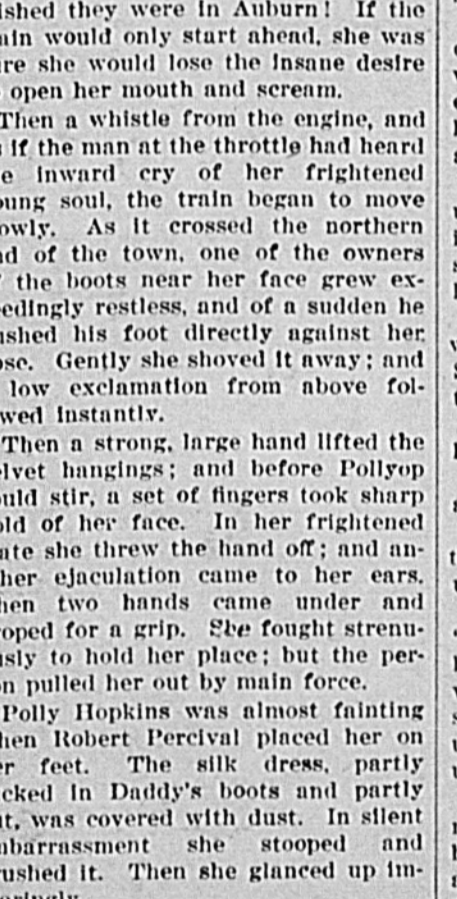 ished they were in Auburn! If the
ain would only start ahead, she was
re she would lose the insane desire
open her mouth and scream.
Then a whistle from the engine, and
if the man at the throttle had heard
e inward cry of her frightened
oung soul, the train began to move
owly. As it crossed the northern
nd of the town, one of the owners
the boots near her face grew ex-
eedingly restless, and of a sudden he
ushed his foot directly against her
ose. Gently she shoved it away; and
low exclamation from above fol-
wed instantly.
Then a strong, large hand lifted the
elvet hangings; and before Pollyop
ould stir, a set of fingers took sharp
old of her face. In her frightened
ate she threw the hand off; and an-
her ejaculation came to her ears.
hen two hands came under and
oped for a grip. She fought strenu-
usly to hold her place; but the per-
n pulled her out by main force.
Polly Hopkins was almost fainting
hen Robert Percival placed her on
er feet. The silk dress, partly
cked in Daddy's boots and partly
ut, was covered with dust. In silent
mbarrassment she stooped and
rushed it. Then she glanced up im-